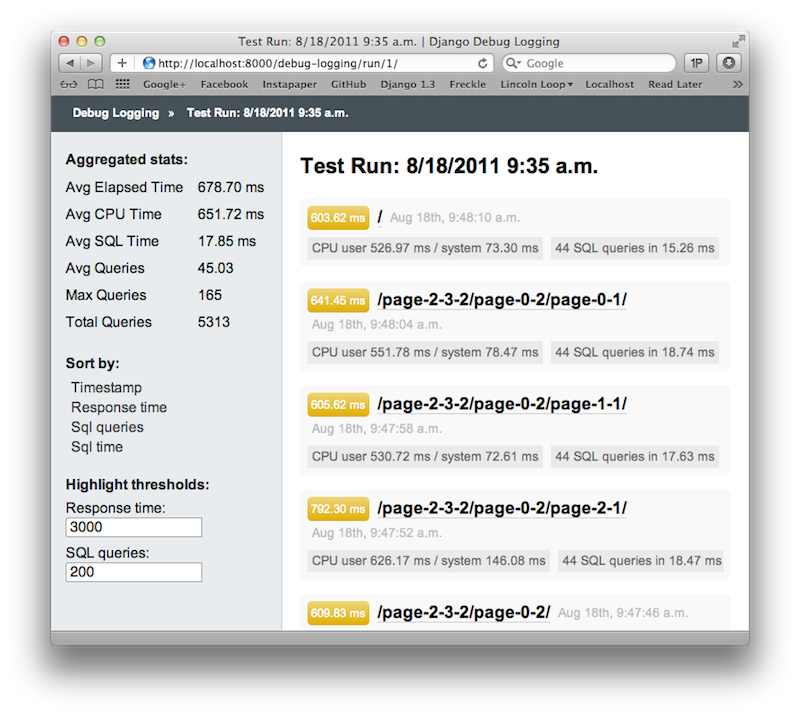 Test Run: 8/18/2011 9:35 a.m. | Django Debug Logging
http://localhost:8000/debug-logging/run/1/
Google
1P
Google+ Facebook Instapaper GitHub Django 1.3 Freckle Lincoln Loop Localhost Read Later
Debug Logging » Test Run: 8/18/2011 9:35 a.m.
Aggregated stats:
Avg Elapsed Time 678.70 ms
Avg CPU Time 651.72 ms
Avg SQL Time 17.85 ms
Avg Queries 45.03
Max Queries 165
Total Queries 5313
Sort by:
Timestamp
Response time
Sql queries
Sql time
Highlight thresholds:
Response time:
3000
SQL queries:
200
Test Run: 8/18/2011 9:35 a.m.
603.62 ms / Aug 18th, 9:48:10 a.m.
CPU user 526.97 ms / system 73.30 ms 44 SQL queries in 15.26 ms
641.45 ms /page-2-3-2/page-0-2/page-0-1/
Aug 18th, 9:48:04 a.m.
CPU user 551.78 ms / system 78.47 ms 44 SQL queries in 18.74 ms
605.62 ms /page-2-3-2/page-0-2/page-1-1/
Aug 18th, 9:47:58 a.m.
CPU user 530.72 ms / system 72.61 ms 44 SQL queries in 17.63 ms
792.30 ms /page-2-3-2/page-0-2/page-2-1/
Aug 18th, 9:47:52 a.m.
CPU user 626.17 ms / system 146.08 ms 44 SQL queries in 18.47 ms
609.83 ms /page-2-3-2/page-0-2/ Aug 18th, 9:47:46 a.m.